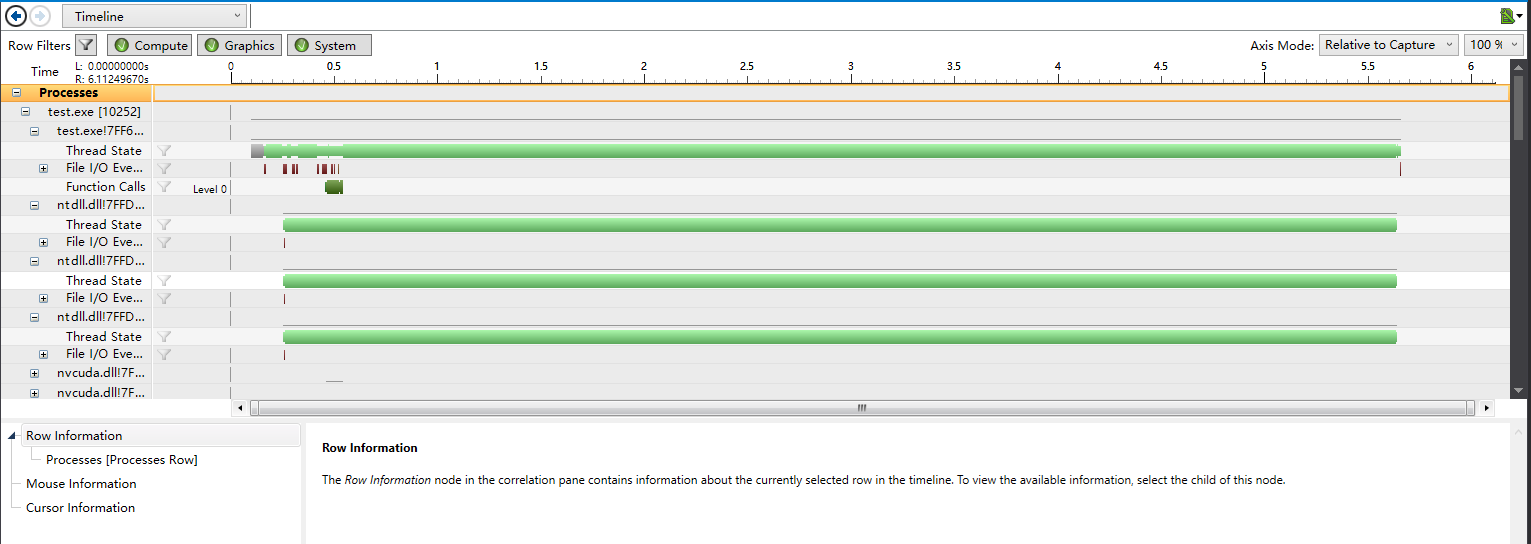 Timeline
Row Filters Compute Graphics System Axis Mode: Relative to Capture 100 %
Time L: 0.00000000s R: 6.11249670s 0 0.5 1 1.5 2 2.5 3 3.5 4 4.5 5 5.5 6
Processes
test.exe [10252]
test.exe!7FF6...
Thread State
File I/O Eve...
Function Calls Level 0
ntdll.dll!7FFD...
Thread State
File I/O Eve...
ntdll.dll!7FFD...
Thread State
File I/O Eve...
ntdll.dll!7FFD...
Thread State
File I/O Eve...
nvcuda.dll!7F...
nvcuda.dll!7F...
Row Information
Processes [Processes Row]
Mouse Information
Cursor Information
Row Information
The Row Information node in the correlation pane contains information about the currently selected row in the timeline. To view the available information, select the child of this node.